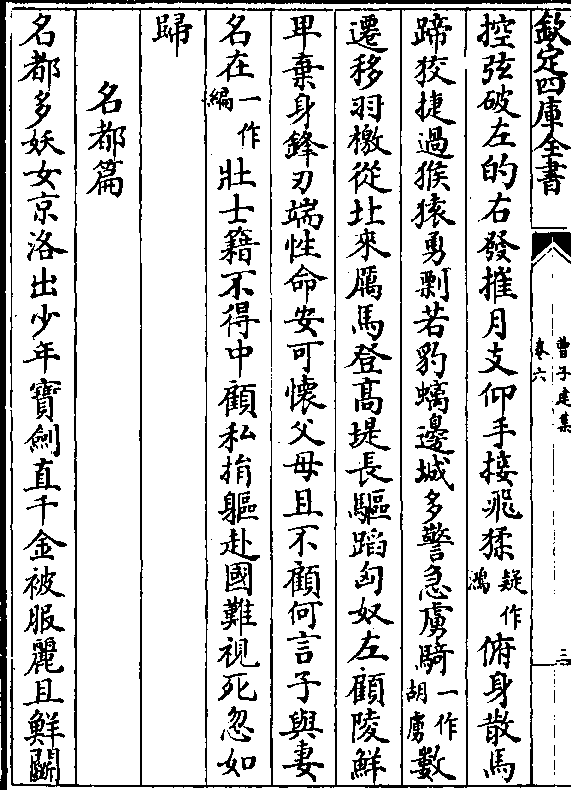 欽定四庫全書
曹子建集
卷六
三
控弦破左的右發摧月支仰手接飛猱疑作鴻俯身散馬
蹄狡捷過猴猿勇剽若豹螭邊城多警急虜騎一作胡虜數
遷移羽檄從北來厲馬登高堤長驅蹈匈奴左顧陵鮮
卑棄身鋒刃端性命安可懷父母且不顧何言子與妻
名在一作編壯士籍不得中顧私捐軀赴國難視死忽如
歸
名都篇
名都多妖女京洛出少年寶劍直千金被服麗且鮮鬬